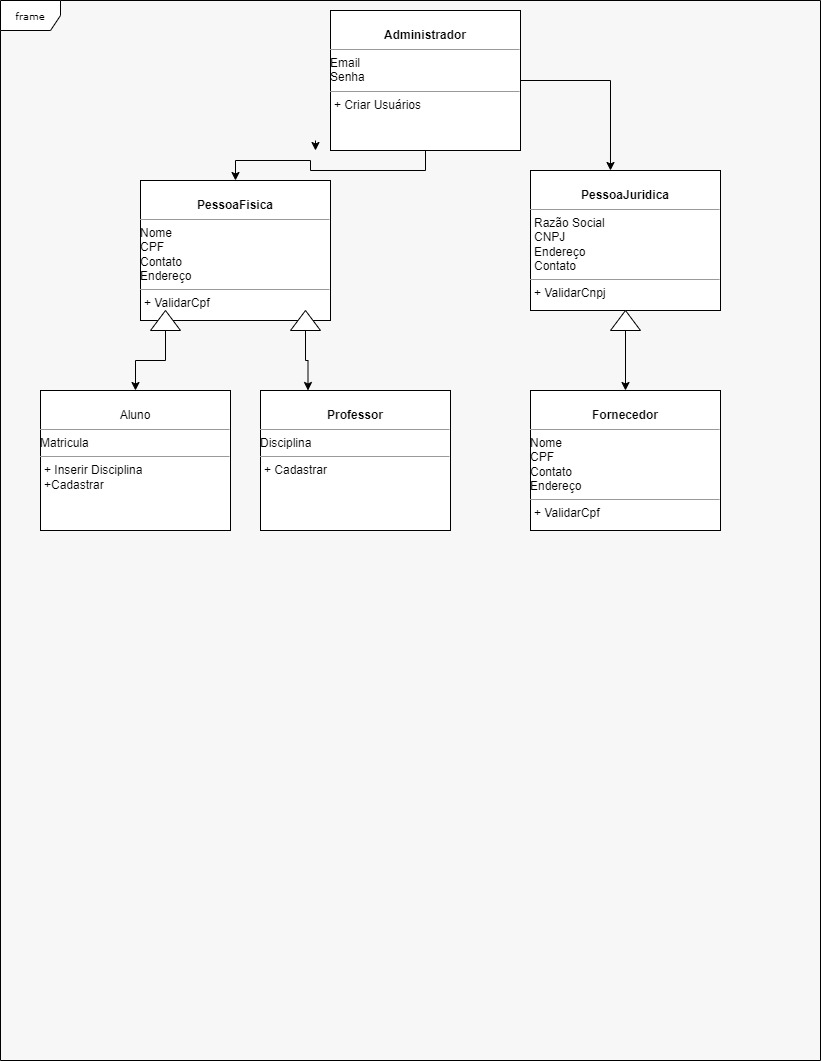 frame
Administrador
Email
Senha
+ Criar Usuários
PessoaFisica
Nome
CPF
Contato
Endereço
+ ValidarCpf
PessoaJuridica
Razão Social
CNPJ
Endereço
Contato
+ ValidarCnpj
Aluno
Matricula
+ Inserir Disciplina
+Cadastrar
Professor
Disciplina
+ Cadastrar
Fornecedor
Nome
CPF
Contato
Endereço
+ ValidarCpf